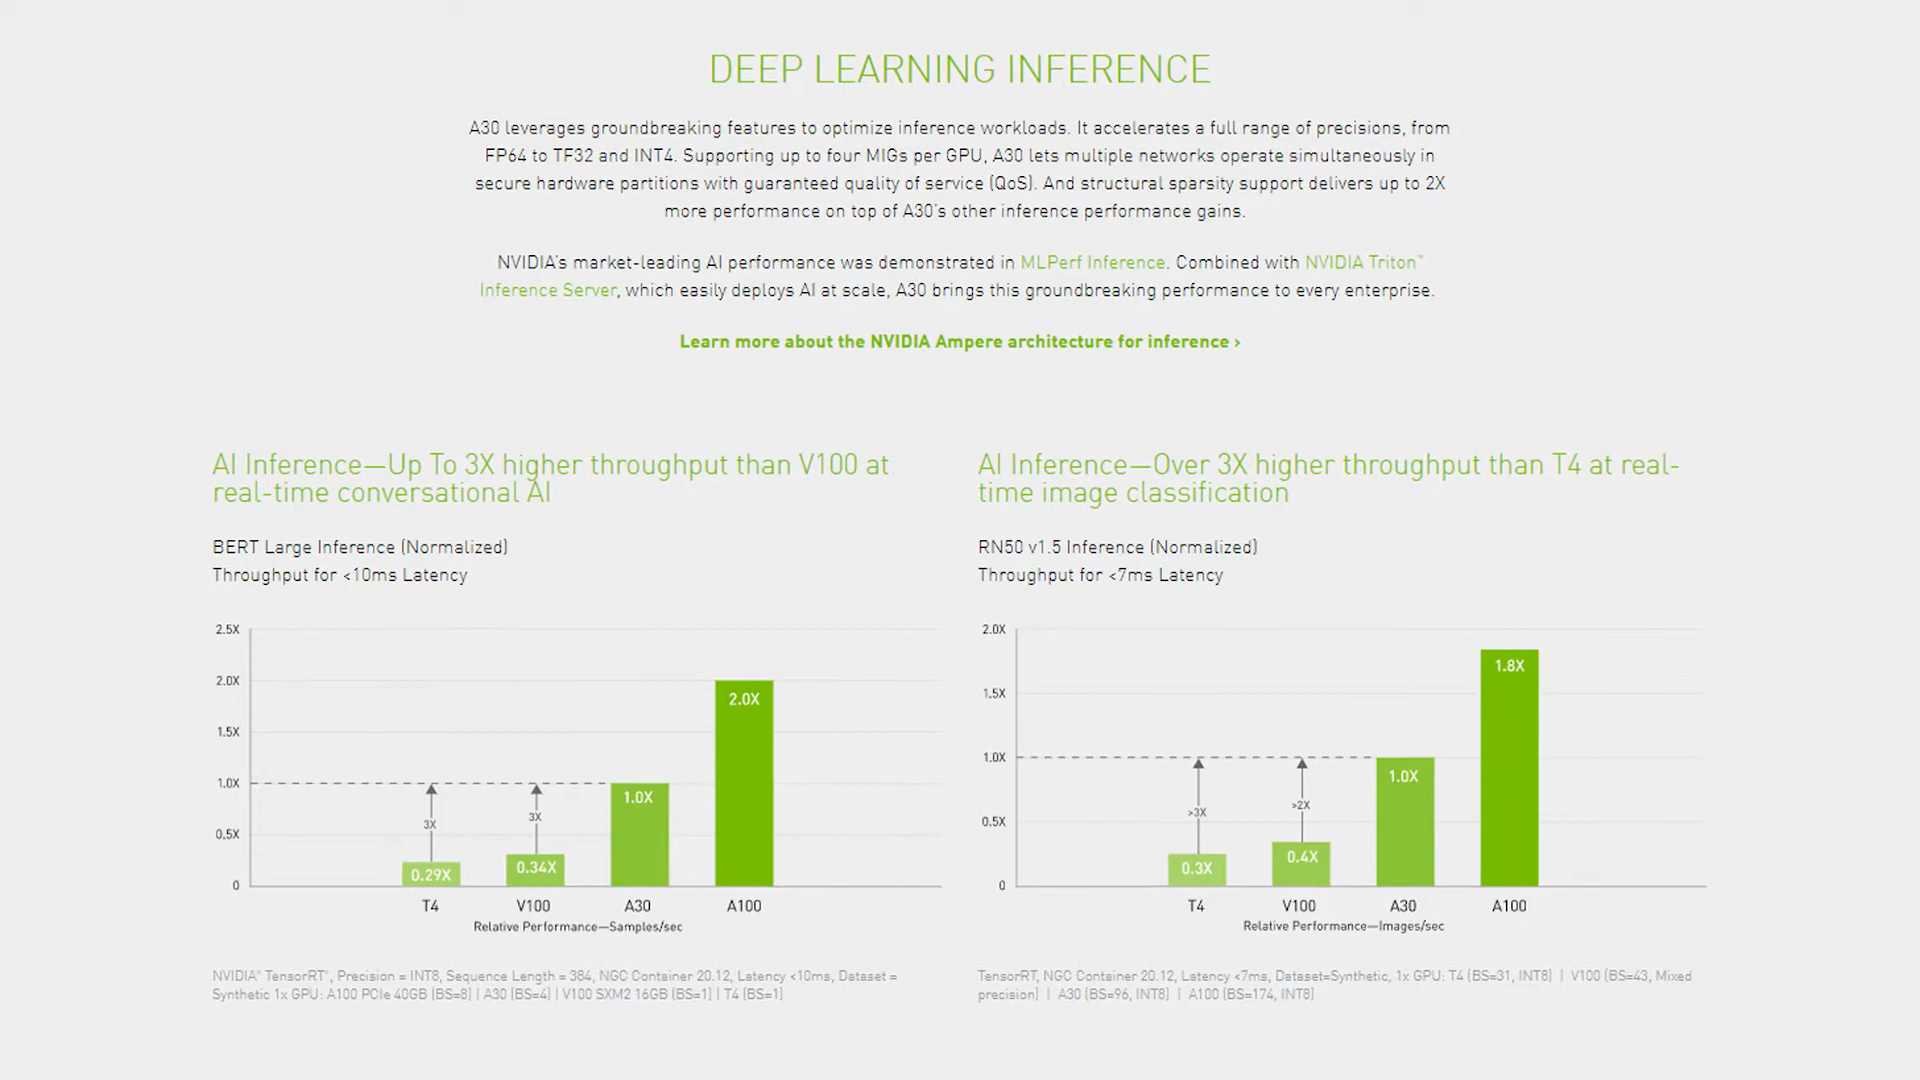 DEEP LEARNING INFERENCE
A30 leverages groundbreaking features to optimize inference workloads. It accelerates a full range of precisions, from
FP64 to TF32 and INT4. Supporting up to four MIGs per GPU, A30 lets multiple networks operate simultaneously in
secure hardware partitions with guaranteed quality of service (QoS). And structural sparsity support delivers up to 2X
more performance on top of A30's other inference performance gains.
NVIDIA's market-leading AI performance was demonstrated in MLPerf Inference. Combined with NVIDIA Triton™
Inference Server, which easily deploys AI at scale, A30 brings this groundbreaking performance to every enterprise.
Learn more about the NVIDIA Ampere architecture for inference ›
AI Inference—Up To 3X higher throughput than V100 at
real-time conversational AI
BERT Large Inference (Normalized)
Throughput for <10ms Latency
2.5X
2.0X
1.5X
1.0X
0.5X
0
3X
3X
0.29X
0.34X
1.0X
2.0X
T4
V100
A30
A100
Relative Performance—Samples/sec
NVIDIA® TensorRT®, Precision = INT8, Sequence Length = 384, NGC Container 20.12, Latency <10ms, Dataset =
Synthetic 1x GPU: A100 PCIe 40GB (BS=8) | A30 (BS=4) | V100 SXM2 16GB (BS=1) | T4 (BS=1)
AI Inference—Over 3X higher throughput than T4 at real-
time image classification
RN50 v1.5 Inference (Normalized)
Throughput for <7ms Latency
2.0X
1.5X
1.0X
0.5X
0
>3X
>2X
0.3X
0.4X
1.0X
1.8X
T4
V100
A30
A100
Relative Performance—Images/sec
TensorRT, NGC Container 20.12, Latency <7ms, Dataset=Synthetic, 1x GPU: T4 (BS=31, INT8) | V100 (BS=43, Mixed
precision) | A30 (BS=96, INT8) | A100 (BS=174, INT8)